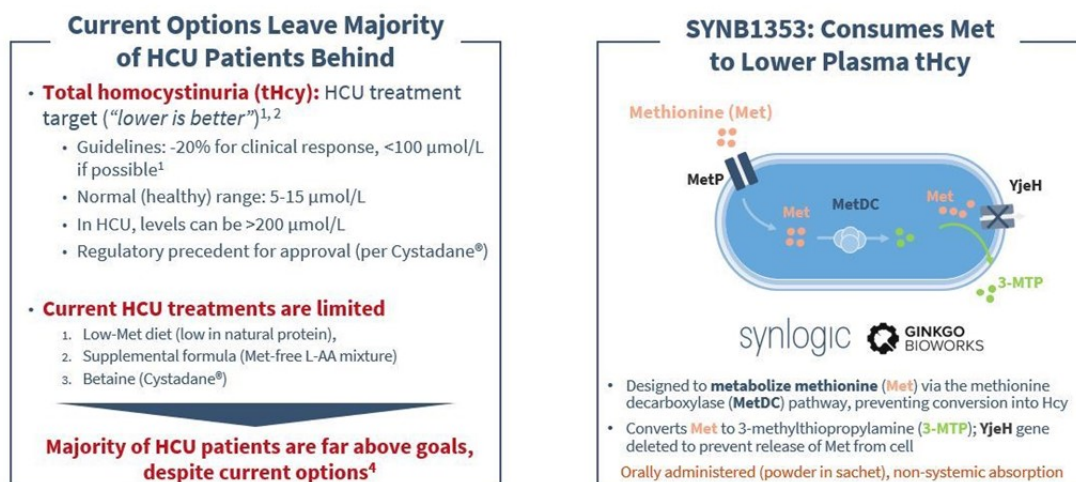 Current Options Leave Majority
of HCU Patients Behind
• Total homocystinuria (tHcy): HCU treatment
target (“lower is better”)1, 2
• Guidelines: -20% for clinical response, <100 µmol/L
if possible1
• Normal (healthy) range: 5-15 µmol/L
• In HCU, levels can be >200 µmol/L
• Regulatory precedent for approval (per Cystadane®)
• Current HCU treatments are limited
1. Low-Met diet (low in natural protein),
2. Supplemental formula (Met-free L-AA mixture)
3. Betaine (Cystadane®)
Majority of HCU patients are far above goals,
despite current options4
SYNB1353: Consumes Met
to Lower Plasma tHcy
Methionine (Met)
MetP
YjeH
Met
MetDC
Met
3-MTP
synlogic
GINKGO
BIOWORKS
• Designed to metabolize methionine (Met) via the methionine
decarboxylase (MetDC) pathway, preventing conversion into Hcy
• Converts Met to 3-methylthiopropylamine (3-MTP); YjeH gene
deleted to prevent release of Met from cell
Orally administered (powder in sachet), non-systemic absorption